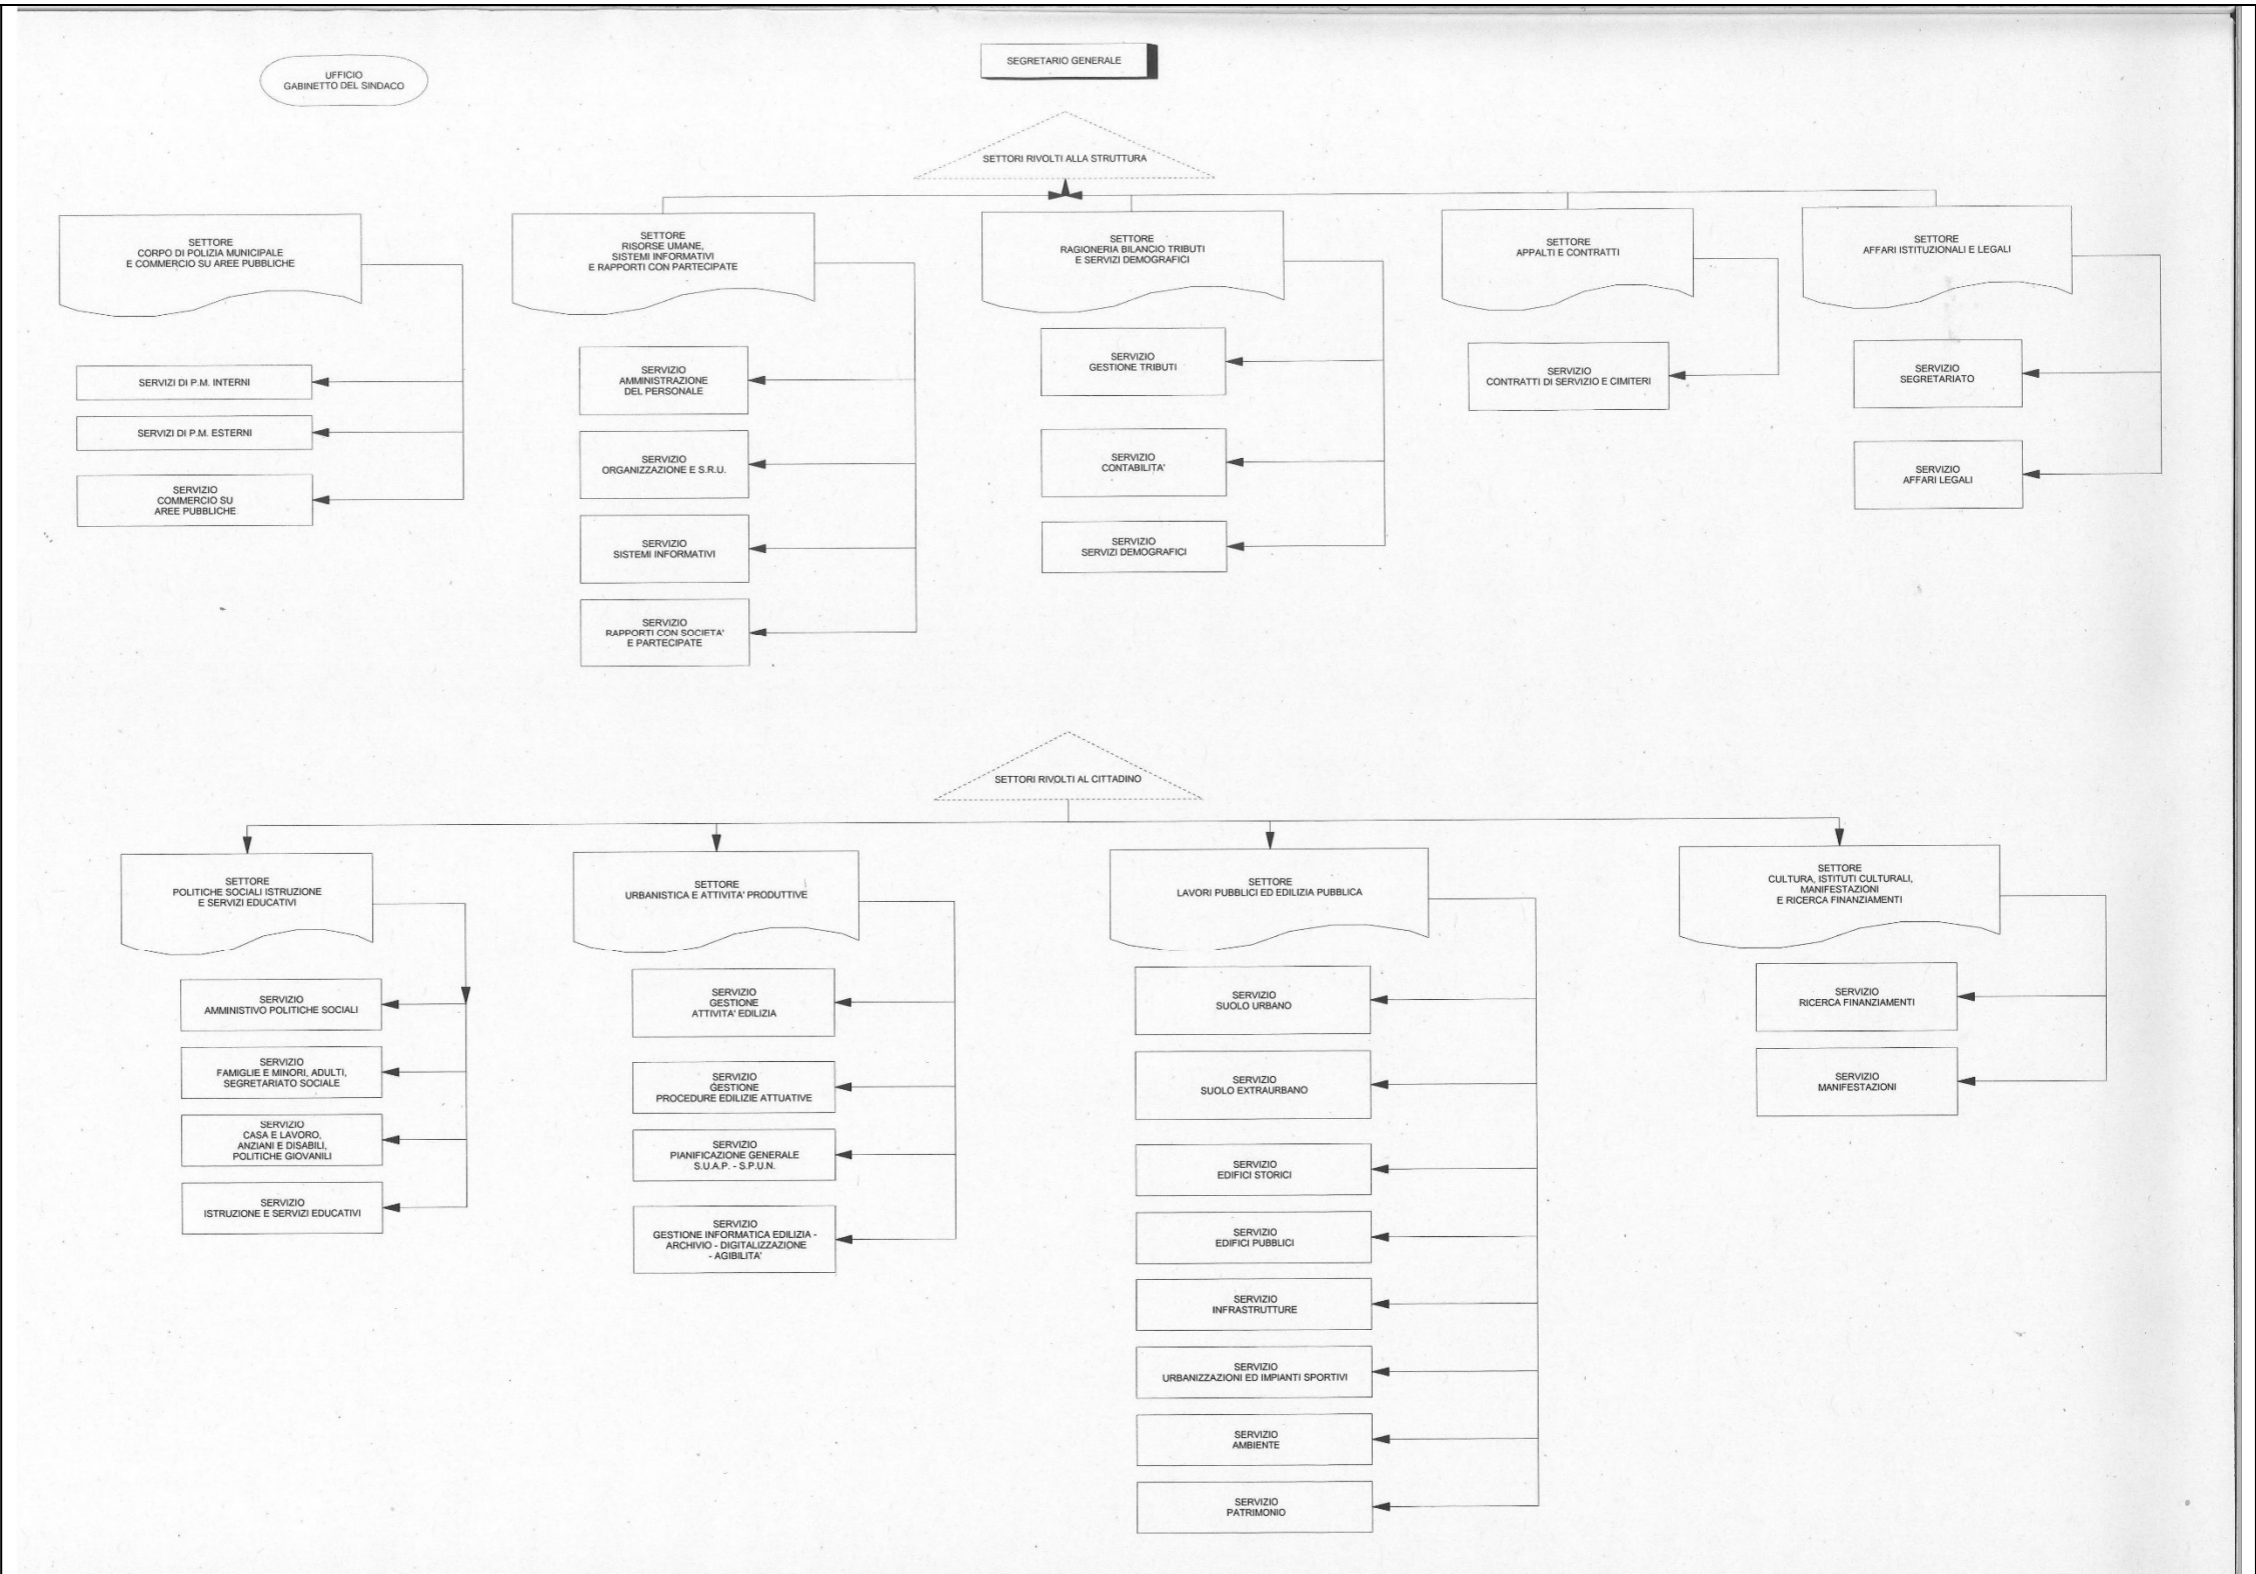 UFFICIO
GABINETTO DEL SINDACO
SEGRETARIO GENERALE
SETTORI RIVOLTI ALLA STRUTTURA
SETTORE
CORPO DI POLIZIA MUNICIPALE
E COMMERCIO SU AREE PUBBLICHE
SERVIZI DI P.M. INTERNI
SERVIZI DI P.M. ESTERNI
SERVIZIO
COMMERCIO SU
AREE PUBBLICHE
SETTORE
RISORSE UMANE,
SISTEMI INFORMATIVI
E RAPPORTI CON PARTECIPATE
SERVIZIO
AMMINISTRAZIONE
DEL PERSONALE
SERVIZIO
ORGANIZZAZIONE E S.R.U.
SERVIZIO
SISTEMI INFORMATIVI
SERVIZIO
RAPPORTI CON SOCIETA'
E PARTECIPATE
SETTORE
RAGIONERIA BILANCIO TRIBUTI
E SERVIZI DEMOGRAFICI
SERVIZIO
GESTIONE TRIBUTI
SERVIZIO
CONTABILITA'
SERVIZIO
SERVIZI DEMOGRAFICI
SETTORE
APPALTI E CONTRATTI
SERVIZIO
CONTRATTI DI SERVIZIO E CIMITERI
SETTORE
AFFARI ISTITUZIONALI E LEGALI
SERVIZIO
SEGRETARIATO
SERVIZIO
AFFARI LEGALI
SETTORI RIVOLTI AL CITTADINO
SETTORE
POLITICHE SOCIALI ISTRUZIONE
E SERVIZI EDUCATIVI
SERVIZIO
AMMINISTIVO POLITICHE SOCIALI
SERVIZIO
FAMIGLIE E MINORI, ADULTI,
SEGRETARIATO SOCIALE
SERVIZIO
CASA E LAVORO,
ANZIANI E DISABILI,
POLITICHE GIOVANILI
SERVIZIO
ISTRUZIONE E SERVIZI EDUCATIVI
SETTORE
URBANISTICA E ATTIVITA' PRODUTTIVE
SERVIZIO
GESTIONE
ATTIVITA' EDILIZIA
SERVIZIO
GESTIONE
PROCEDURE EDILIZIE ATTUATIVE
SERVIZIO
PIANIFICAZIONE GENERALE
S.U.A.P. - S.P.U.N.
SERVIZIO
GESTIONE INFORMATICA EDILIZIA -
ARCHIVIO - DIGITALIZZAZIONE
- AGIBILITA'
SETTORE
LAVORI PUBBLICI ED EDILIZIA PUBBLICA
SERVIZIO
SUOLO URBANO
SERVIZIO
SUOLO EXTRAURBANO
SERVIZIO
EDIFICI STORICI
SERVIZIO
EDIFICI PUBBLICI
SERVIZIO
INFRASTRUTTURE
SERVIZIO
URBANIZZAZIONI ED IMPIANTI SPORTIVI
SERVIZIO
AMBIENTE
SERVIZIO
PATRIMONIO
SETTORE
CULTURA, ISTITUTI CULTURALI,
MANIFESTAZIONI
E RICERCA FINANZIAMENTI
SERVIZIO
RICERCA FINANZIAMENTI
SERVIZIO
MANIFESTAZIONI